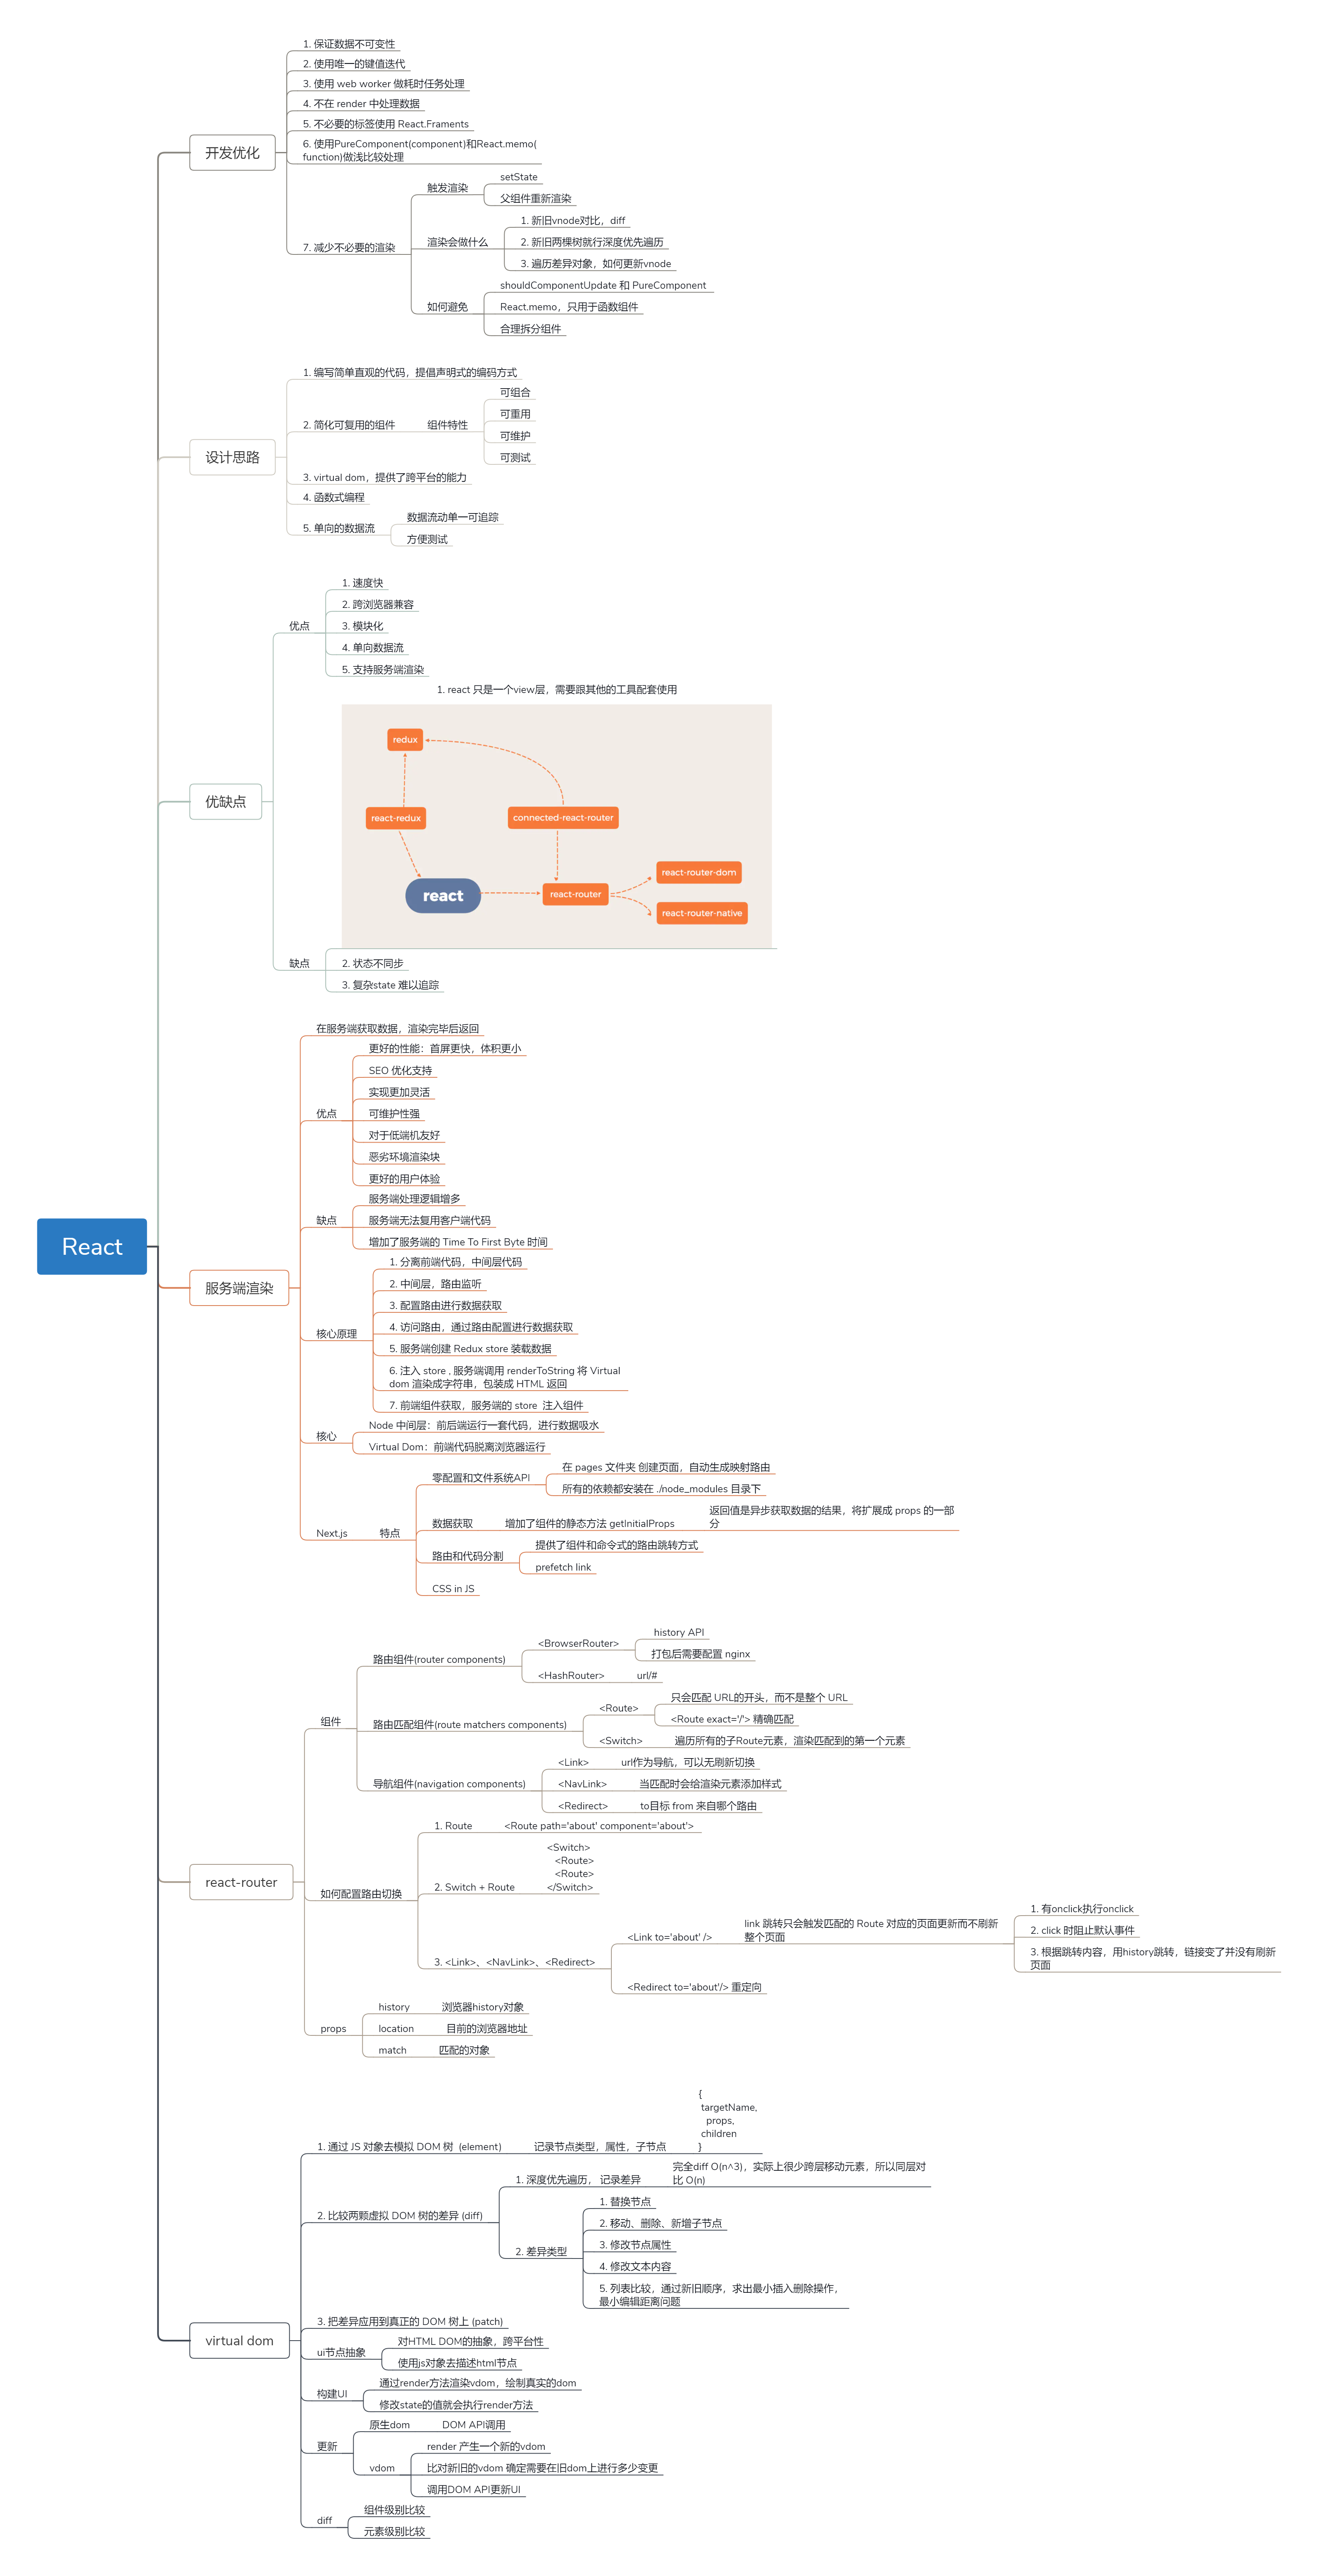 React
开发优化
1. 保证数据不可变性
2. 使用唯一的键值迭代
3. 使用 web worker 做耗时任务处理
4. 不在 render 中处理数据
5. 不必要的标签使用 React.Framents
6. 使用PureComponent(component)和React.memo(
function)做浅比较处理
7. 减少不必要的渲染
触发渲染
setState
父组件重新渲染
渲染会做什么
1. 新旧vnode对比，diff
2. 新旧两棵树就行深度优先遍历
3. 遍历差异对象，如何更新vnode
如何避免
shouldComponentUpdate 和 PureComponent
React.memo，只用于函数组件
合理拆分组件
设计思路
1. 编写简单直观的代码，提倡声明式的编码方式
2. 简化可复用的组件
组件特性
可组合
可重用
可维护
可测试
3. virtual dom，提供了跨平台的能力
4. 函数式编程
5. 单向的数据流
数据流动单一可追踪
方便测试
优缺点
优点
1. 速度快
2. 跨浏览器兼容
3. 模块化
4. 单向数据流
5. 支持服务端渲染
缺点
1. react 只是一个view层，需要跟其他的工具配套使用
redux
react-redux
connected-react-router
react
react-router
react-router-dom
react-router-native
2. 状态不同步
3. 复杂state 难以追踪
服务端渲染
在服务端获取数据，渲染完毕后返回
优点
更好的性能：首屏更快，体积更小
SEO 优化支持
实现更加灵活
可维护性强
对于低端机友好
恶劣环境渲染块
更好的用户体验
缺点
服务端处理逻辑增多
服务端无法复用客户端代码
增加了服务端的 Time To First Byte 时间
核心原理
1. 分离前端代码，中间层代码
2. 中间层，路由监听
3. 配置路由进行数据获取
4. 访问路由，通过路由配置进行数据获取
5. 服务端创建 Redux store 装载数据
6. 注入 store , 服务端调用 renderToString 将 Virtual
dom 渲染成字符串，包装成 HTML 返回
7. 前端组件获取，服务端的 store 注入组件
核心
Node 中间层：前后端运行一套代码，进行数据吸水
Virtual Dom：前端代码脱离浏览器运行
Next.js
特点
零配置和文件系统API
在 pages 文件夹 创建页面，自动生成映射路由
所有的依赖都安装在 ./node_modules 目录下
数据获取
增加了组件的静态方法 getInitialProps
返回值是异步获取数据的结果，将扩展成 props 的一部
分
路由和代码分割
提供了组件和命令式的路由跳转方式
prefetch link
CSS in JS
react-router
组件
路由组件(router components)
<BrowserRouter>
history API
打包后需要配置 nginx
<HashRouter>
url/#
路由匹配组件(route matchers components)
<Route>
只会匹配 URL的开头，而不是整个 URL
<Route exact='/'> 精确匹配
<Switch>
遍历所有的子Route元素，渲染匹配到的第一个元素
导航组件(navigation components)
<Link>
url作为导航，可以无刷新切换
<NavLink>
当匹配时会给渲染元素添加样式
<Redirect>
to目标 from 来自哪个路由
如何配置路由切换
1. Route
<Route path='about' component='about'>
2. Switch + Route
<Switch>
<Route>
<Route>
</Switch>
3. <Link>、<NavLink>、<Redirect>
<Link to='about' />
link 跳转只会触发匹配的 Route 对应的页面更新而不刷新
整个页面
1. 有onclick执行onclick
2. click 时阻止默认事件
3. 根据跳转内容，用history跳转，链接变了并没有刷新
页面
<Redirect to='about'/> 重定向
props
history
浏览器history对象
location
目前的浏览器地址
match
匹配的对象
virtual dom
1. 通过 JS 对象去模拟 DOM 树（element）
记录节点类型，属性，子节点
{
targetName,
props,
children
}
2. 比较两颗虚拟 DOM 树的差异 (diff)
1. 深度优先遍历， 记录差异
完全diff O(n^3)，实际上很少跨层移动元素，所以同层对
比 O(n)
2. 差异类型
1. 替换节点
2. 移动、删除、新增子节点
3. 修改节点属性
4. 修改文本内容
5. 列表比较，通过新旧顺序，求出最小插入删除操作，
最小编辑距离问题
3. 把差异应用到真正的 DOM 树上 (patch)
ui节点抽象
对HTML DOM的抽象，跨平台性
使用js对象去描述html节点
构建UI
通过render方法渲染vdom，绘制真实的dom
修改state的值就会执行render方法
更新
原生dom
DOM API调用
vdom
render 产生一个新的vdom
比对新旧的vdom 确定需要在旧dom上进行多少变更
调用DOM API更新UI
diff
组件级别比较
元素级别比较